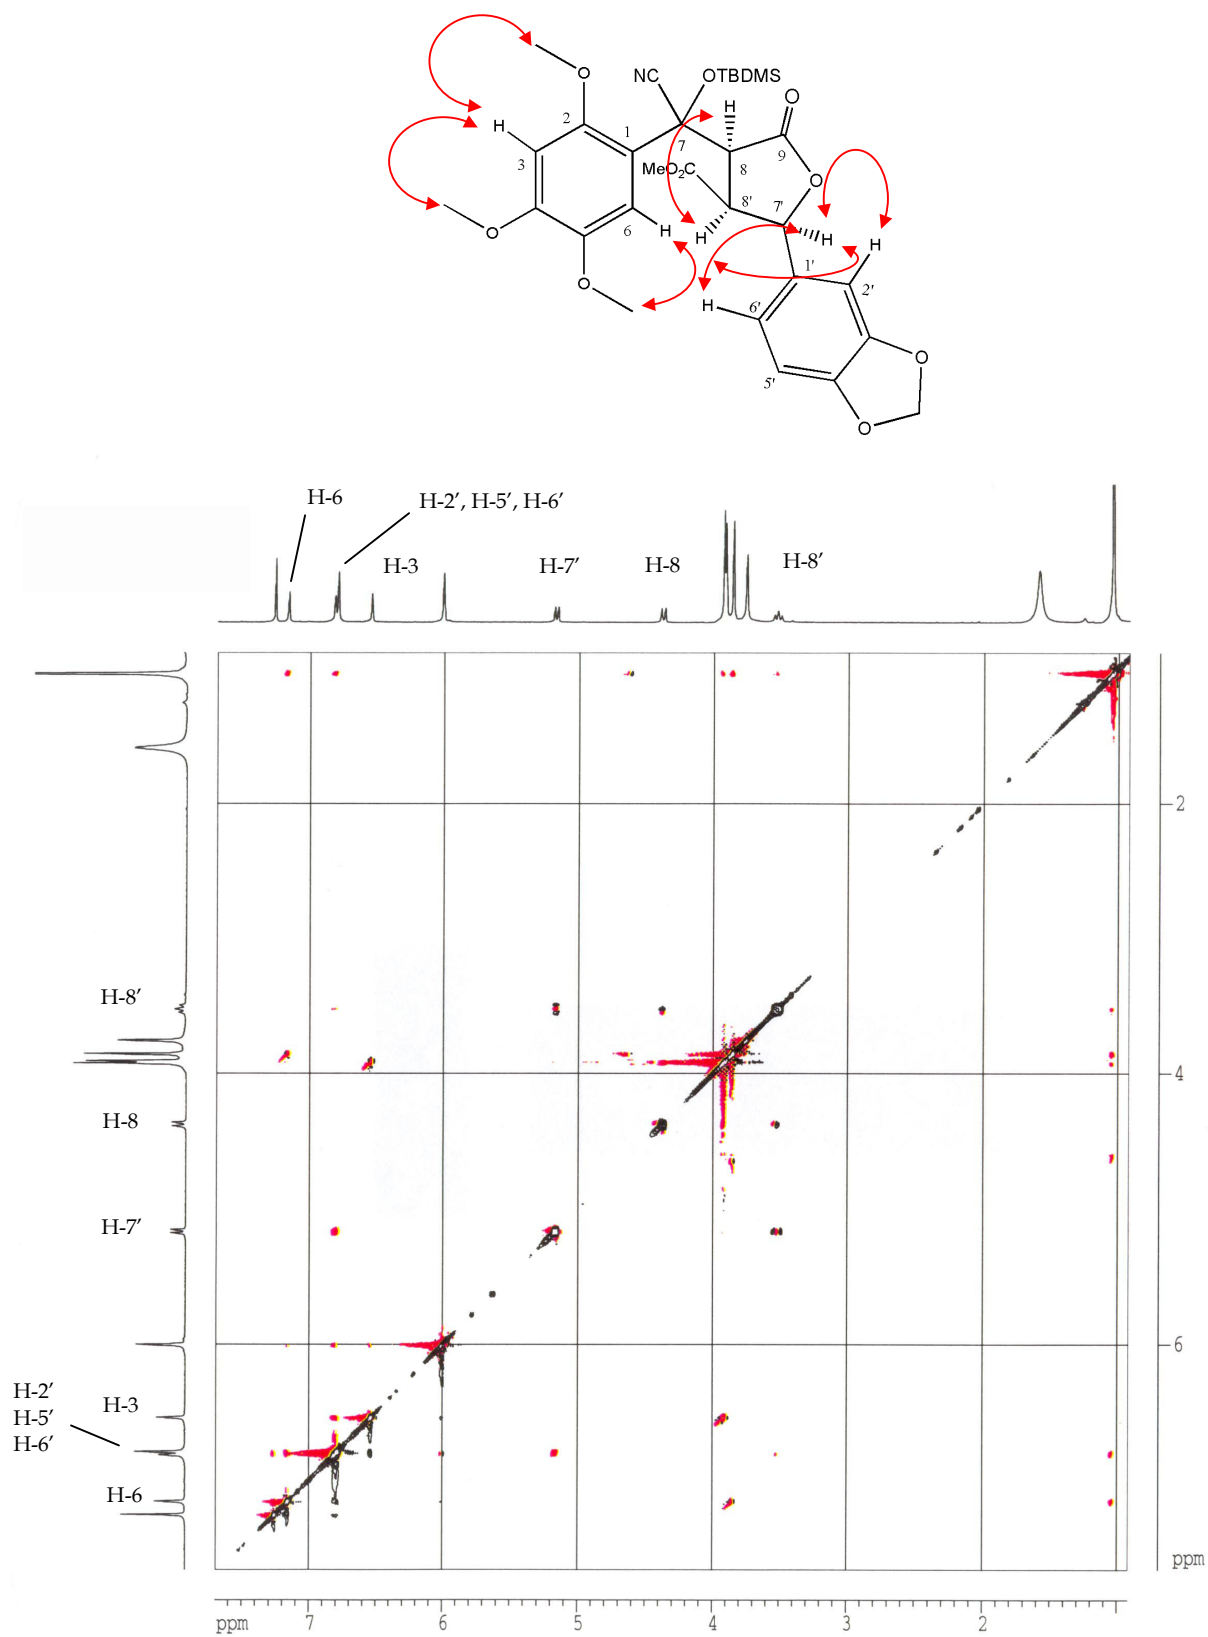 O
NC
OTBDMS
H
O
H
2
1
7
9
3
MeO₂C
8
O
8'
7'
O
6
H
H
H
H
O
1'
2'
H
6'
O
5'
O
H-6
H-2′, H-5′, H-6′
H-3
H-7′
H-8
H-8′
2
H-8′
4
H-8
H-7′
6
H-2′
H-5′
H-6′
H-3
H-6
ppm
ppm
7
6
5
4
3
2